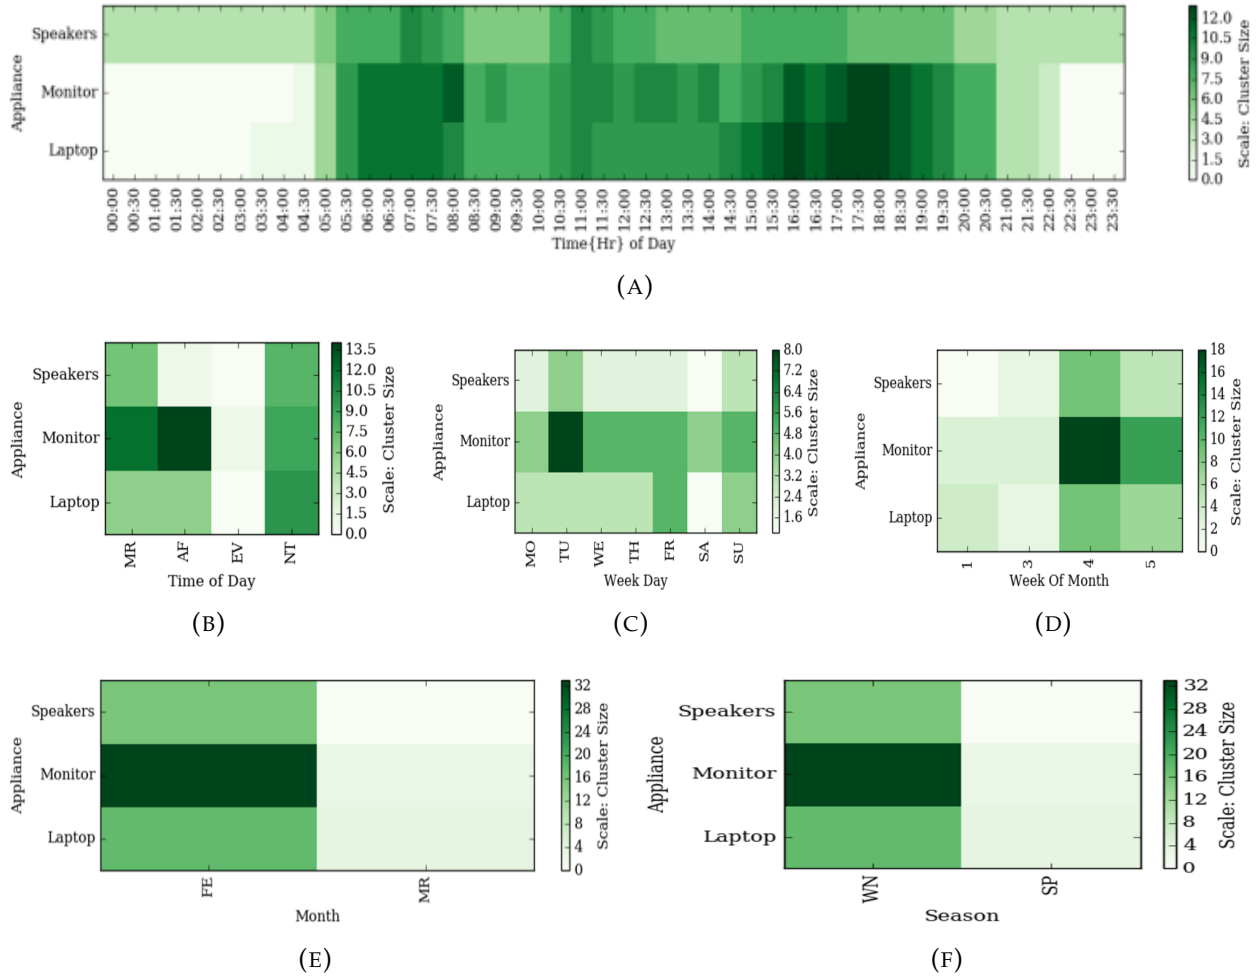 Speakers
Monitor
Laptop
Appliance
00:00 00:30 01:00 01:30 02:00 02:30 03:00 03:30 04:00 04:30 05:00 05:30 06:00 06:30 07:00 07:30 08:00 08:30 09:00 09:30 10:00 10:30 11:00 11:30 12:00 12:30 13:00 13:30 14:00 14:30 15:00 15:30 16:00 16:30 17:00 17:30 18:00 18:30 19:00 19:30 20:00 20:30 21:00 21:30 22:00 22:30 23:00 23:30
Time{Hr} of Day
12.0
10.5
9.0
7.5
6.0
4.5
3.0
1.5
0.0
Scale: Cluster Size
(A)
Speakers
Monitor
Laptop
Appliance
MR AF EV NT
Time of Day
13.5
12.0
10.5
9.0
7.5
6.0
4.5
3.0
1.5
0.0
Scale: Cluster Size
(B)
Speakers
Monitor
Laptop
Appliance
MO TU WE TH FR SA SU
Week Day
8.0
7.2
6.4
5.6
4.8
4.0
3.2
2.4
1.6
Scale: Cluster Size
(C)
Speakers
Monitor
Laptop
Appliance
1 3 4 5
Week Of Month
18
16
14
12
10
8
6
4
2
0
Scale: Cluster Size
(D)
Speakers
Monitor
Laptop
Appliance
FE MR
Month
32
28
24
20
16
12
8
4
0
Scale: Cluster Size
(E)
Speakers
Monitor
Laptop
Appliance
WN SP
Season
32
28
24
20
16
12
8
4
0
Scale: Cluster Size
(F)